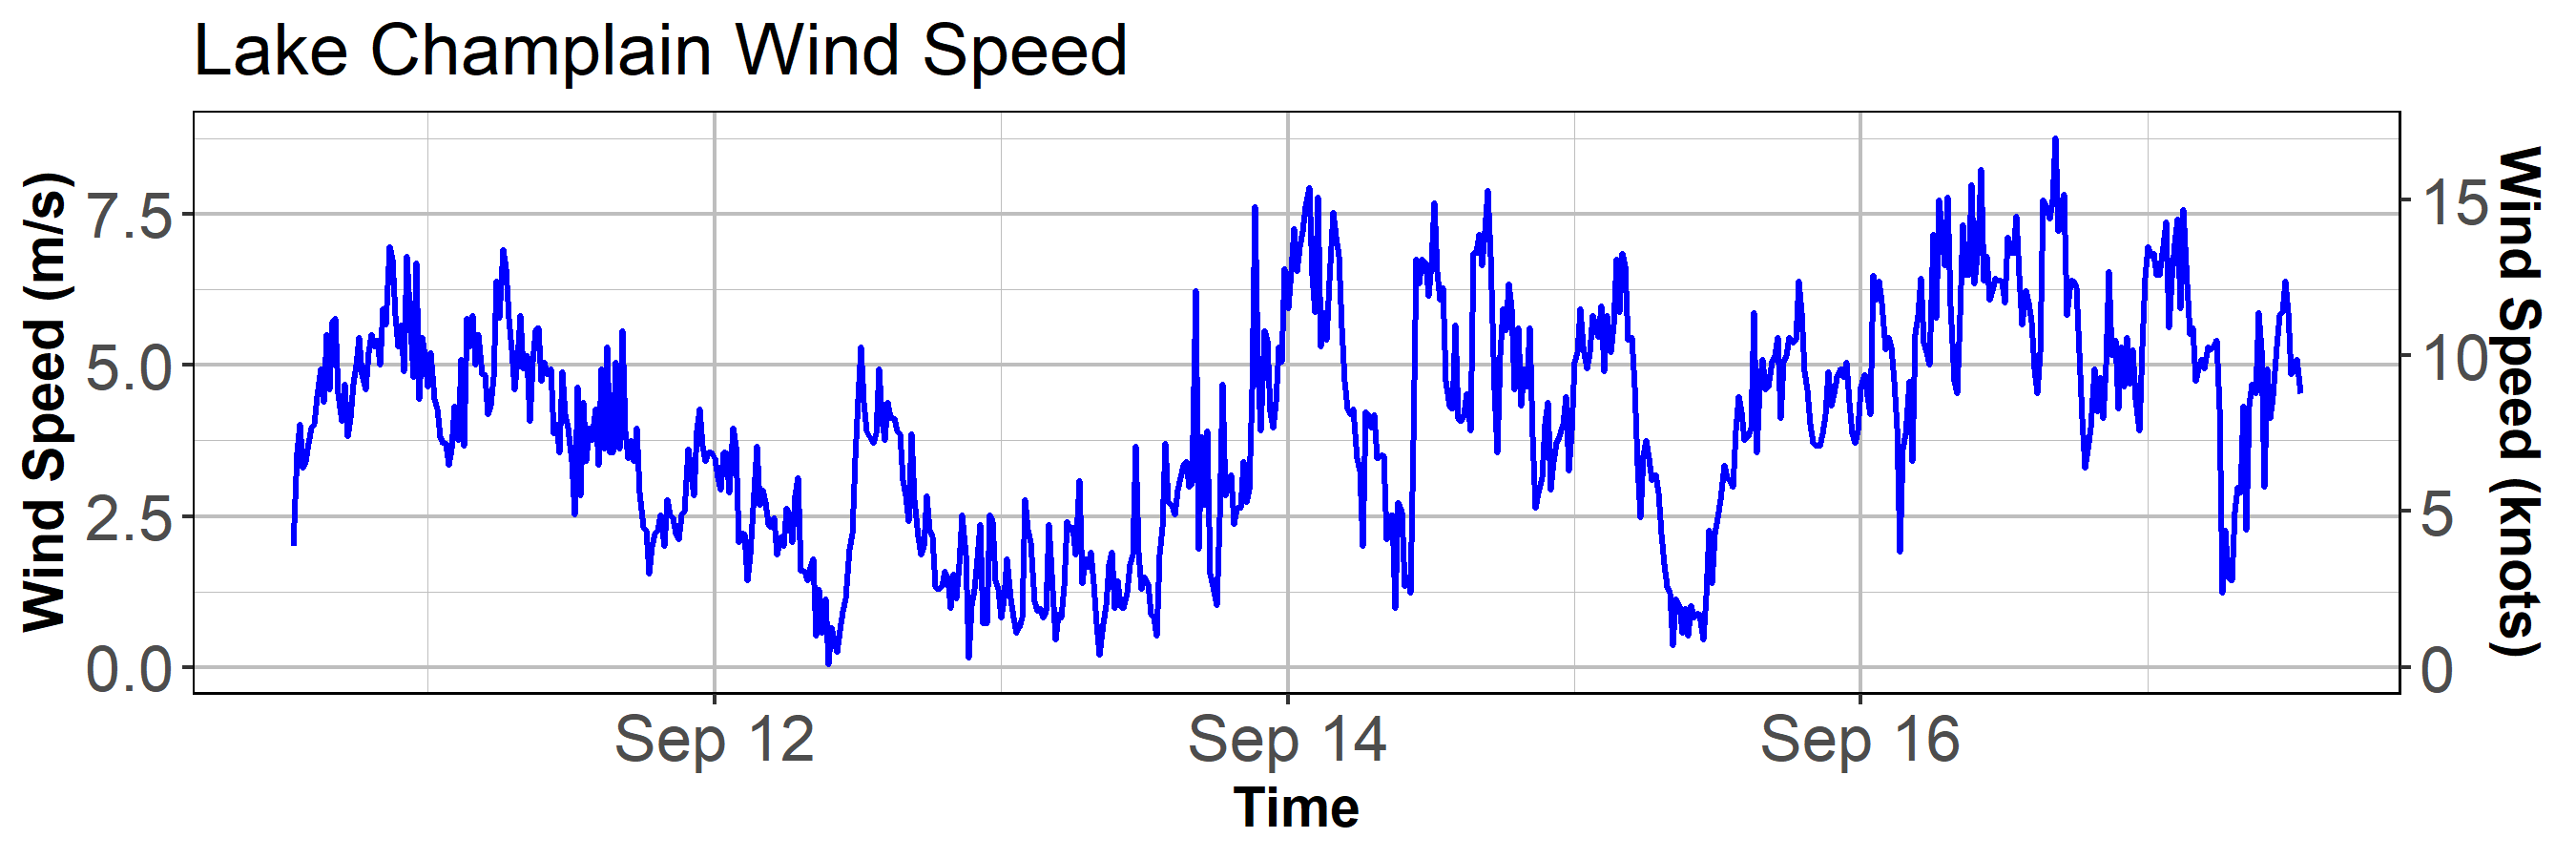 Lake Champlain Wind Speed
Wind Speed (m/s)
7.5
5.0
2.5
0.0
15
10
5
0
Wind Speed (knots)
Sep 12
Sep 14
Sep 16
Time